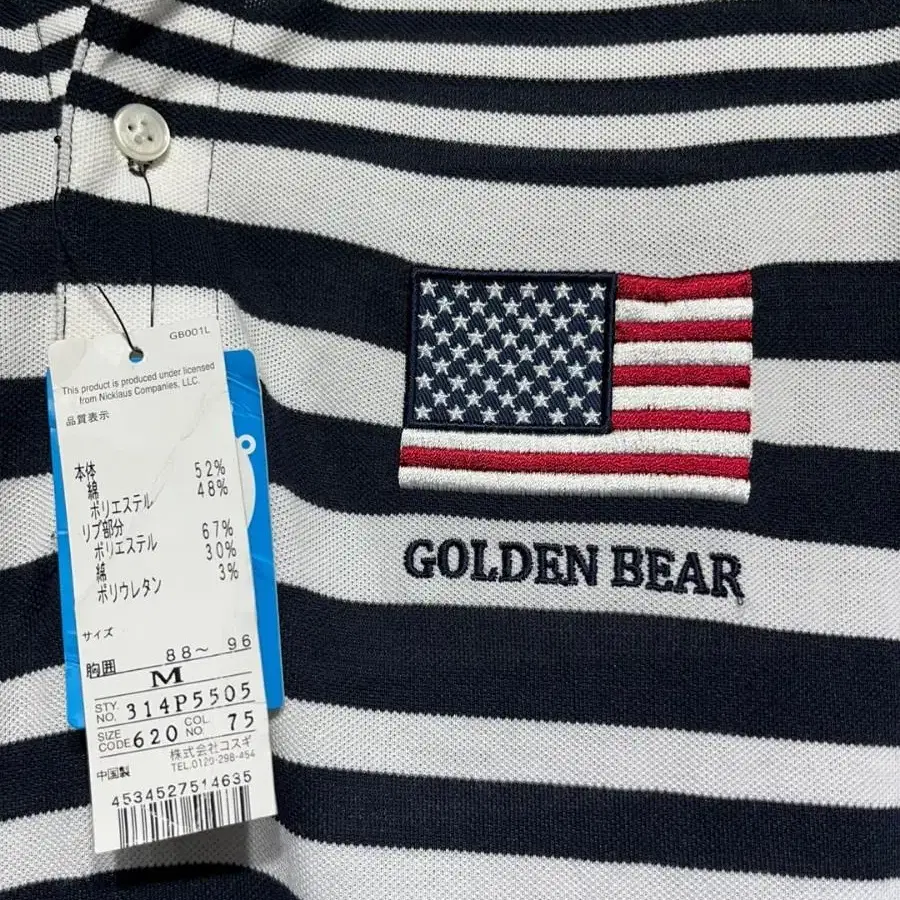 GB001L
This product is produced under licensed
from Nicklaus Companies, LLC.
品質表示
本体
綿 52%
ポリエステル 48%
リブ部分
ポリエステル 67%
綿 30%
ポリウレタン 3%
サイズ
胸囲 88～ 96
M
STY. NO. 314P5505
SIZE CODE 620 COL. NO. 75
株式会社コスギ
TEL.0120-298-454
中国製
4534527514635
GOLDEN BEAR